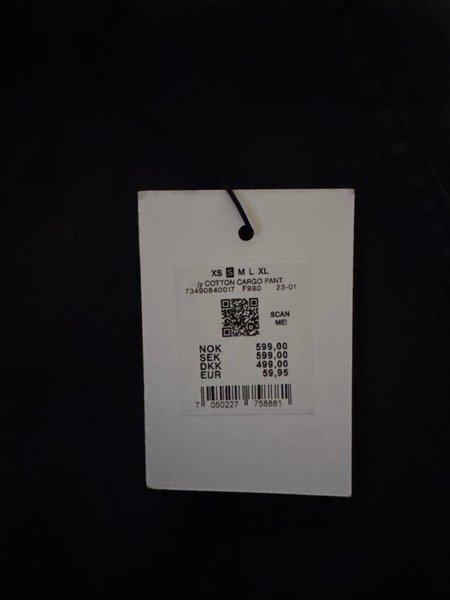 XS S M L XL
jy COTTON CARGO PANT
73490840017 F990 23-01
SCAN
ME!
NOK 599,00
SEK 599,00
DKK 499,00
EUR 59,95
7 050227 758881